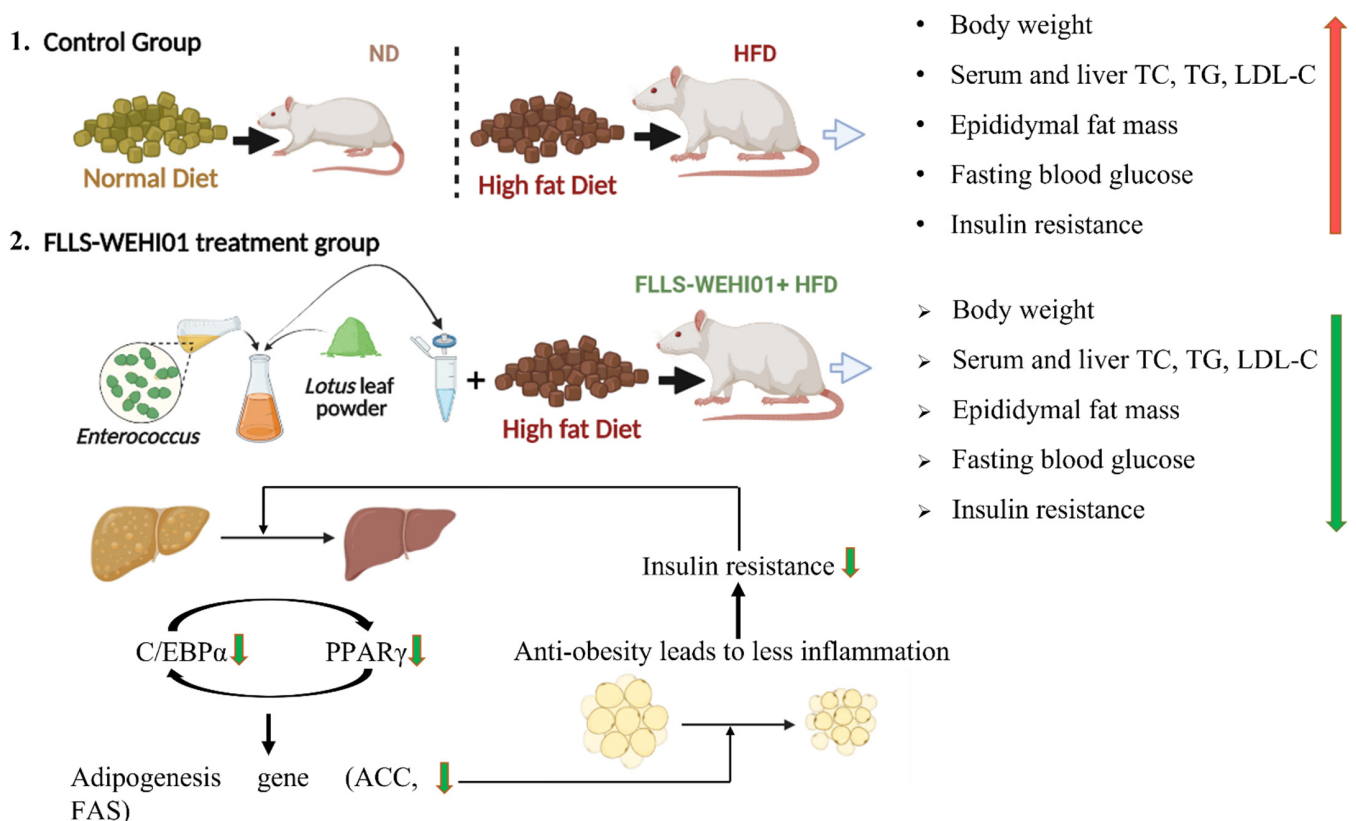 1. Control Group
ND
HFD
Normal Diet
High fat Diet
• Body weight
• Serum and liver TC, TG, LDL-C
• Epididymal fat mass
• Fasting blood glucose
• Insulin resistance
2. FLLS-WEHI01 treatment group
FLLS-WEHI01+ HFD
Enterococcus
Lotus leaf
powder
+
High fat Diet
➢ Body weight
➢ Serum and liver TC, TG, LDL-C
➢ Epididymal fat mass
➢ Fasting blood glucose
➢ Insulin resistance
Insulin resistance
C/EBPα
PPARγ
Anti-obesity leads to less inflammation
Adipogenesis gene (ACC,
FAS)